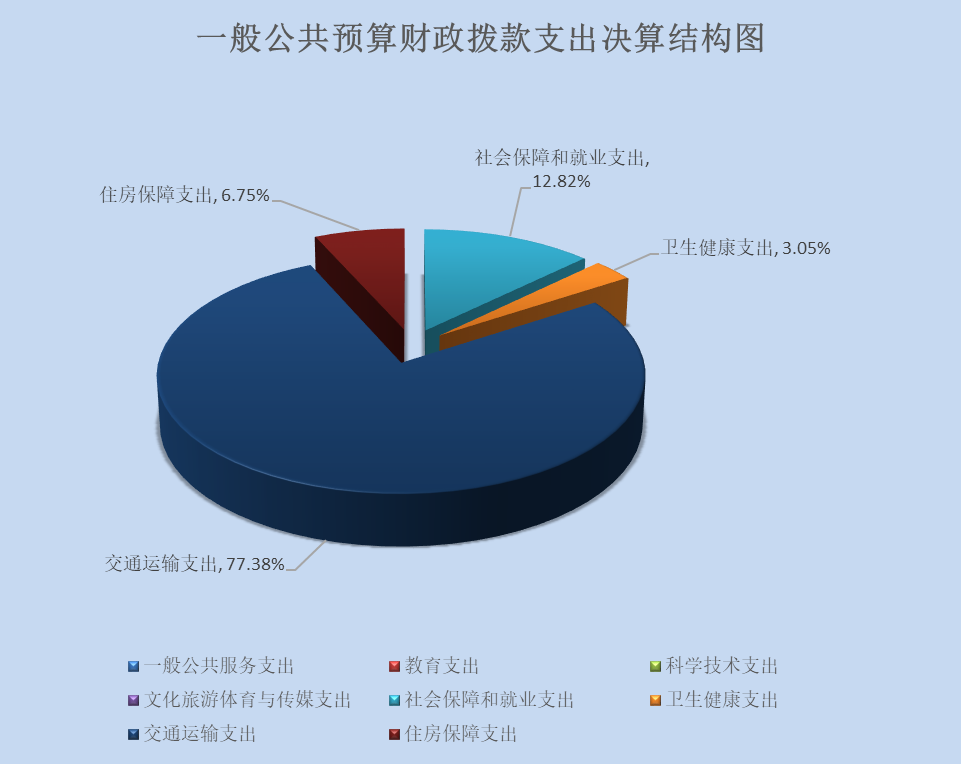 一般公共预算财政拨款支出决算结构图
社会保障和就业支出,
12.82%
住房保障支出, 6.75%
卫生健康支出, 3.05%
交通运输支出, 77.38%
一般公共服务支出
教育支出
科学技术支出
文化旅游体育与传媒支出
社会保障和就业支出
卫生健康支出
交通运输支出
住房保障支出